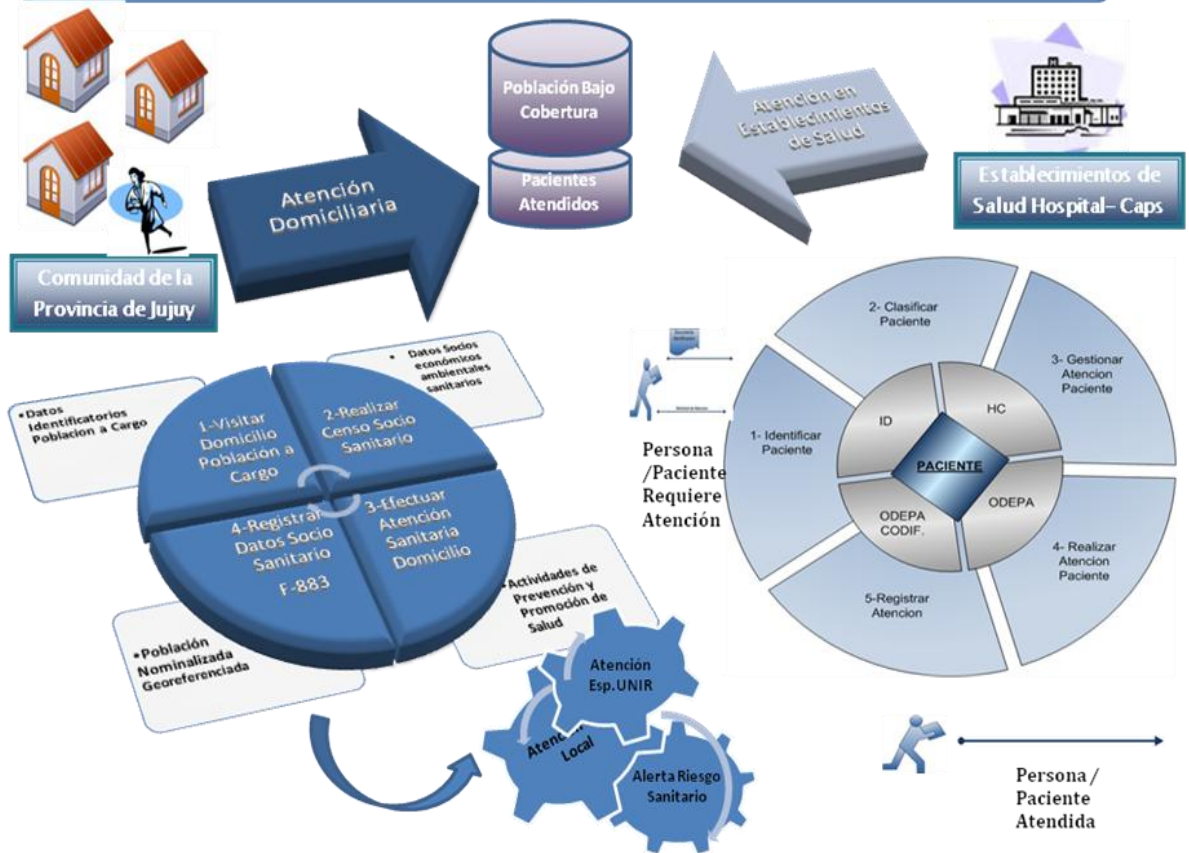 Población Bajo
Cobertura
Pacientes
Atendidos
Atención
Domiciliaria
Atención en
Establecimientos
de Salud
Establecimientos de
Salud Hospital– Caps
Comunidad de la
Provincia de Jujuy
•Datos
Identificatorios
Poblacion a Cargo
• Datos Socios
económicos
ambientales
sanitarios
1-Visitar
Domicilio
Población a
Cargo
2-Realizar
Censo Socio
Sanitario
3-Efectuar
Atención
Sanitaria
Domicilio
4-Registrar
Datos Socio
Sanitario
F-883
•Población
Nominalizada
Georeferenciada
•Actividades de
Prevención y
Promoción de
Salud
Atención
Esp.UNIR
Atención
Local
Alerta Riesgo
Sanitario
Persona
/Paciente
Requiere
Atención
1- Identificar
Paciente
2- Clasificar
Paciente
3- Gestionar
Atencion
Paciente
4- Realizar
Atencion
Paciente
5-Registrar
Atencion
ID
HC
PACIENTE
ODEPA
CODIF.
ODEPA
Persona /
Paciente
Atendida